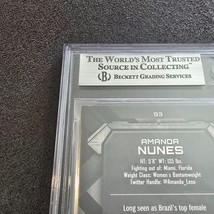 The World's Most Trusted
Source in Collecting™
Beckett Grading Services
93
AMANDA
NUNES
HT: 5'8" WT: 135 lbs.
Fighting out of: Miami, Florida
Weight Class: Women's Bantamweight
Twitter Handle: @Amanda_Leoa
Long seen as Brazil's top female